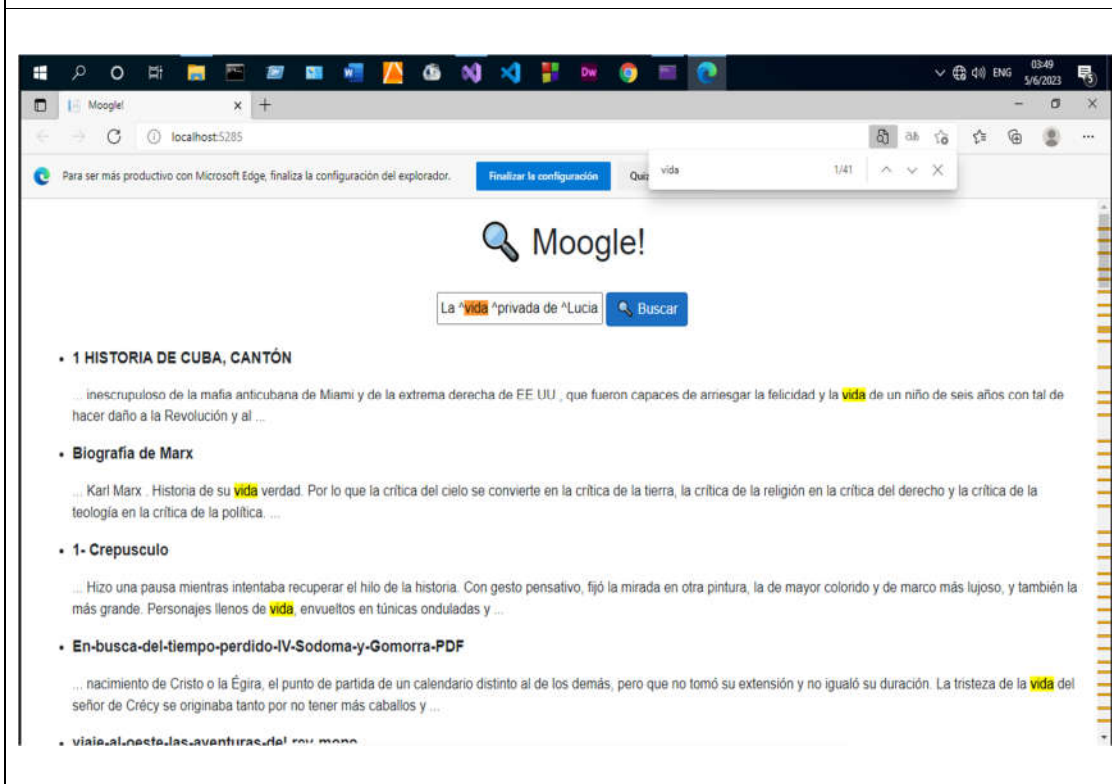 Dw
ENG
03:49
5/6/2023
5
Moogle!
localhost:5285
Para ser más productivo con Microsoft Edge, finaliza la configuración del explorador.
Finalizar la configuración
vida
1/41
Moogle!
La ^vida ^privada de ^Lucia
Buscar
• 1 HISTORIA DE CUBA, CANTÓN
... inescrupuloso de la mafia anticubana de Miami y de la extrema derecha de EE.UU., que fueron capaces de arriesgar la felicidad y la vida de un niño de seis años con tal de
hacer daño a la Revolución y al ...
• Biografía de Marx
... Karl Marx . Historia de su vida verdad. Por lo que la crítica del cielo se convierte en la crítica de la tierra, la crítica de la religión en la crítica del derecho y la crítica de la
teología en la crítica de la política. ...
• 1- Crepusculo
... Hizo una pausa mientras intentaba recuperar el hilo de la historia. Con gesto pensativo, fijó la mirada en otra pintura, la de mayor colorido y de marco más lujoso, y también la
más grande. Personajes llenos de vida, envueltos en túnicas onduladas y ...
• En-busca-del-tiempo-perdido-IV-Sodoma-y-Gomorra-PDF
... nacimiento de Cristo o la Égira, el punto de partida de un calendario distinto al de los demás, pero que no tomó su extensión y no igualó su duración. La tristeza de la vida del
señor de Crécy se originaba tanto por no tener más caballos y ...
• viaje-al-oeste-las-aventuras-del rey mono